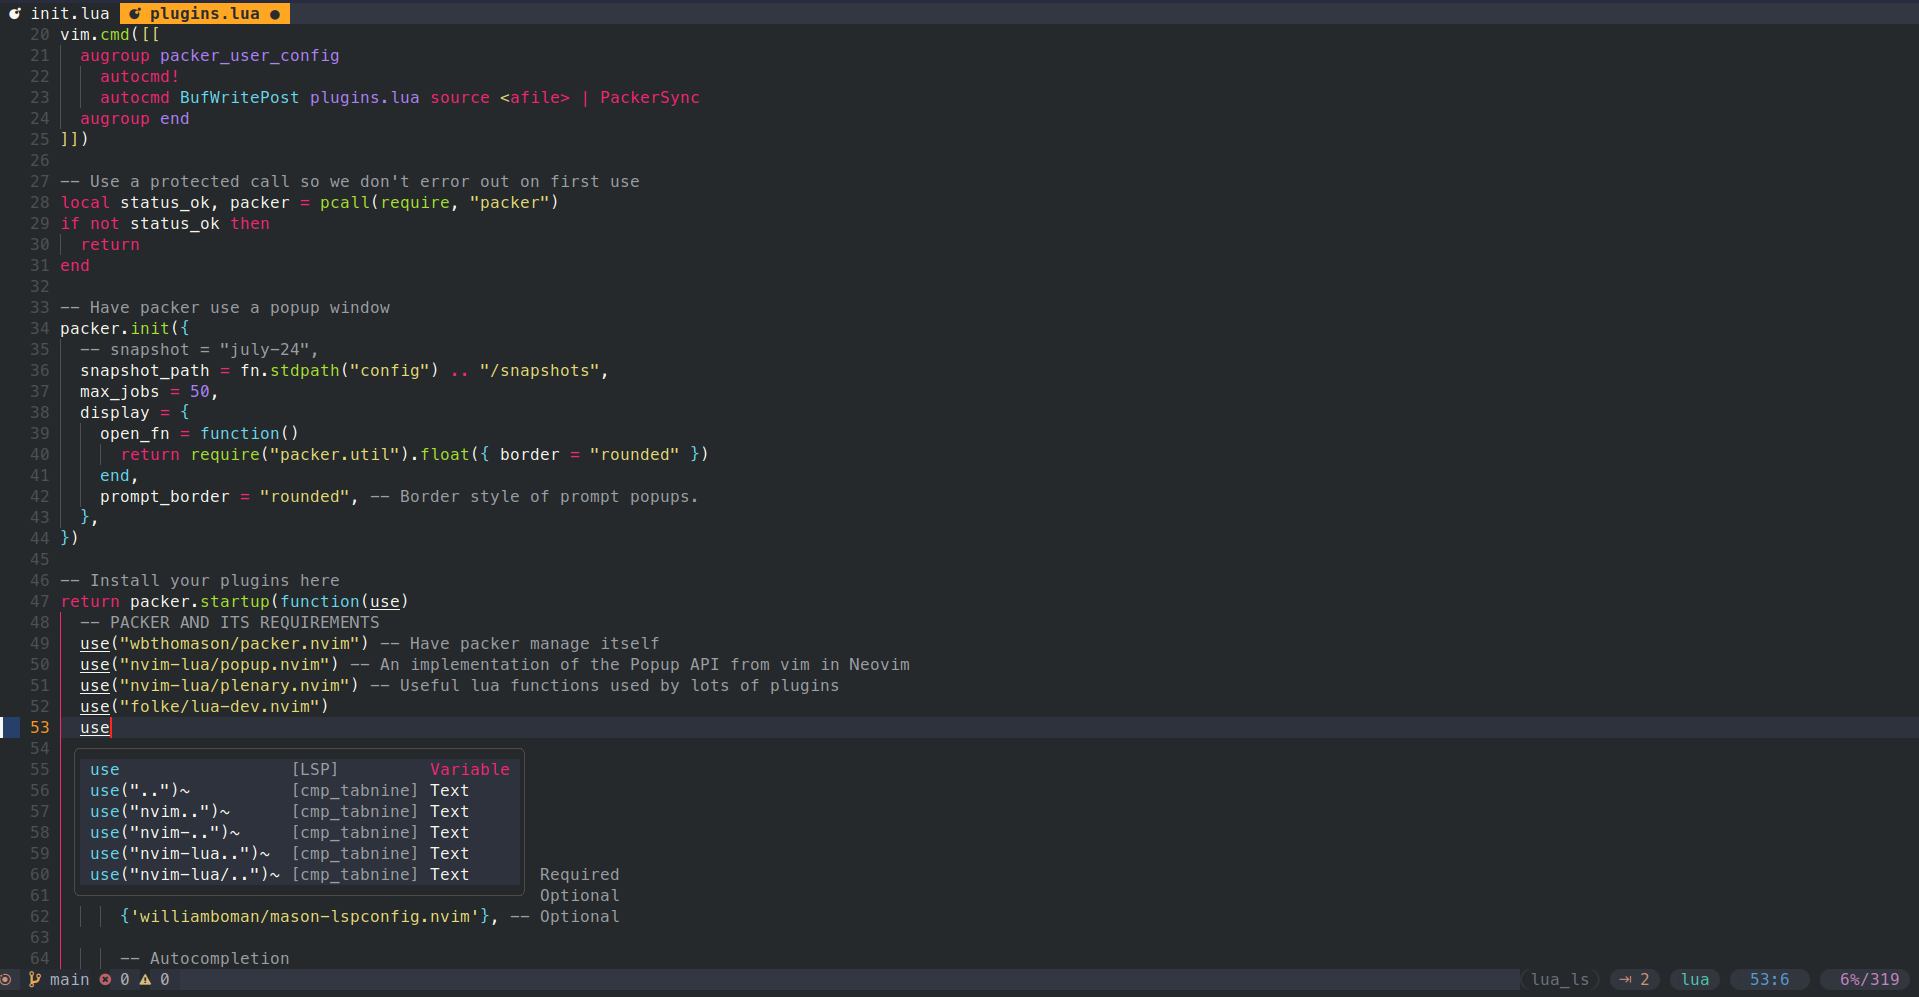 init.lua plugins.lua ●
20 vim.cmd([[
21 augroup packer_user_config
22 autocmd!
23 autocmd BufWritePost plugins.lua source <afile> | PackerSync
24 augroup end
25 ]])
26
27 -- Use a protected call so we don't error out on first use
28 local status_ok, packer = pcall(require, "packer")
29 if not status_ok then
30 return
31 end
32
33 -- Have packer use a popup window
34 packer.init({
35 -- snapshot = "july-24",
36 snapshot_path = fn.stdpath("config") .. "/snapshots",
37 max_jobs = 50,
38 display = {
39 open_fn = function()
40 return require("packer.util").float({ border = "rounded" })
41 end,
42 prompt_border = "rounded", -- Border style of prompt popups.
43 },
44 })
45
46 -- Install your plugins here
47 return packer.startup(function(use)
48 -- PACKER AND ITS REQUIREMENTS
49 use("wbthomason/packer.nvim") -- Have packer manage itself
50 use("nvim-lua/popup.nvim") -- An implementation of the Popup API from vim in Neovim
51 use("nvim-lua/plenary.nvim") -- Useful lua functions used by lots of plugins
52 use("folke/lua-dev.nvim")
53 use
54
55 use [LSP] Variable
56 use("..")~ [cmp_tabnine] Text
57 use("nvim..")~ [cmp_tabnine] Text
58 use("nvim-..")~ [cmp_tabnine] Text
59 use("nvim-lua..")~ [cmp_tabnine] Text
60 use("nvim-lua/..")~ [cmp_tabnine] Text Required
61 Optional
62 {'williamboman/mason-lspconfig.nvim'}, -- Optional
63
64 -- Autocompletion
main 0 0 lua_ls 2 lua 53:6 6%/319